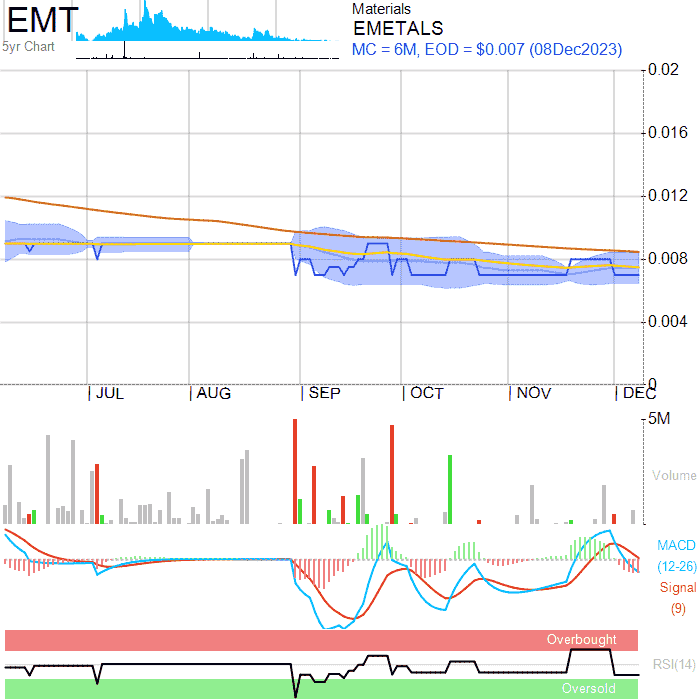 EMT
5yr Chart
Materials
EMETALS
MC = 6M, EOD = $0.007 (08Dec2023)
0.02
0.016
0.012
0.008
0.004
0
JUL AUG SEP OCT NOV DEC
5M
Volume
MACD
(12-26)
Signal
(9)
Overbought
RSI(14)
Oversold